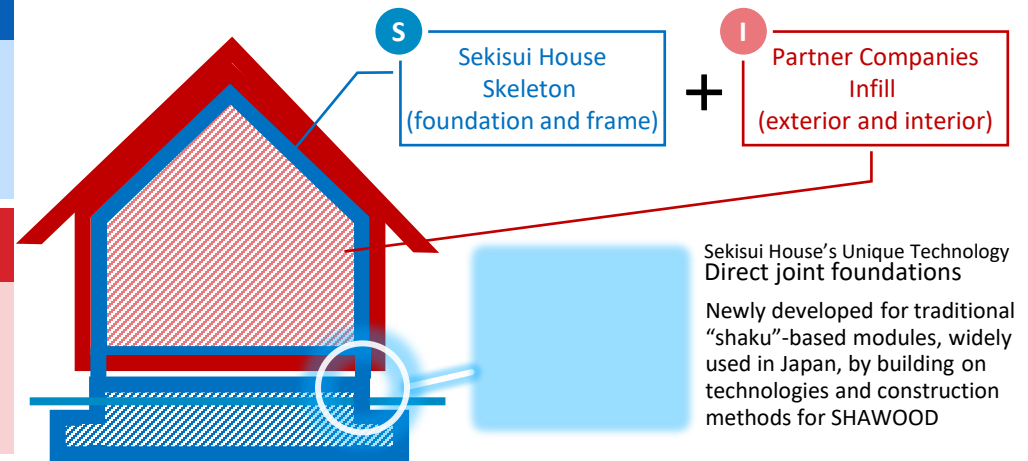 S
Sekisui House
Skeleton
(foundation and frame)
+
I
Partner Companies
Infill
(exterior and interior)
Sekisui House’s Unique Technology
Direct joint foundations
Newly developed for traditional
“shaku”-based modules, widely
used in Japan, by building on
technologies and construction
methods for SHAWOOD